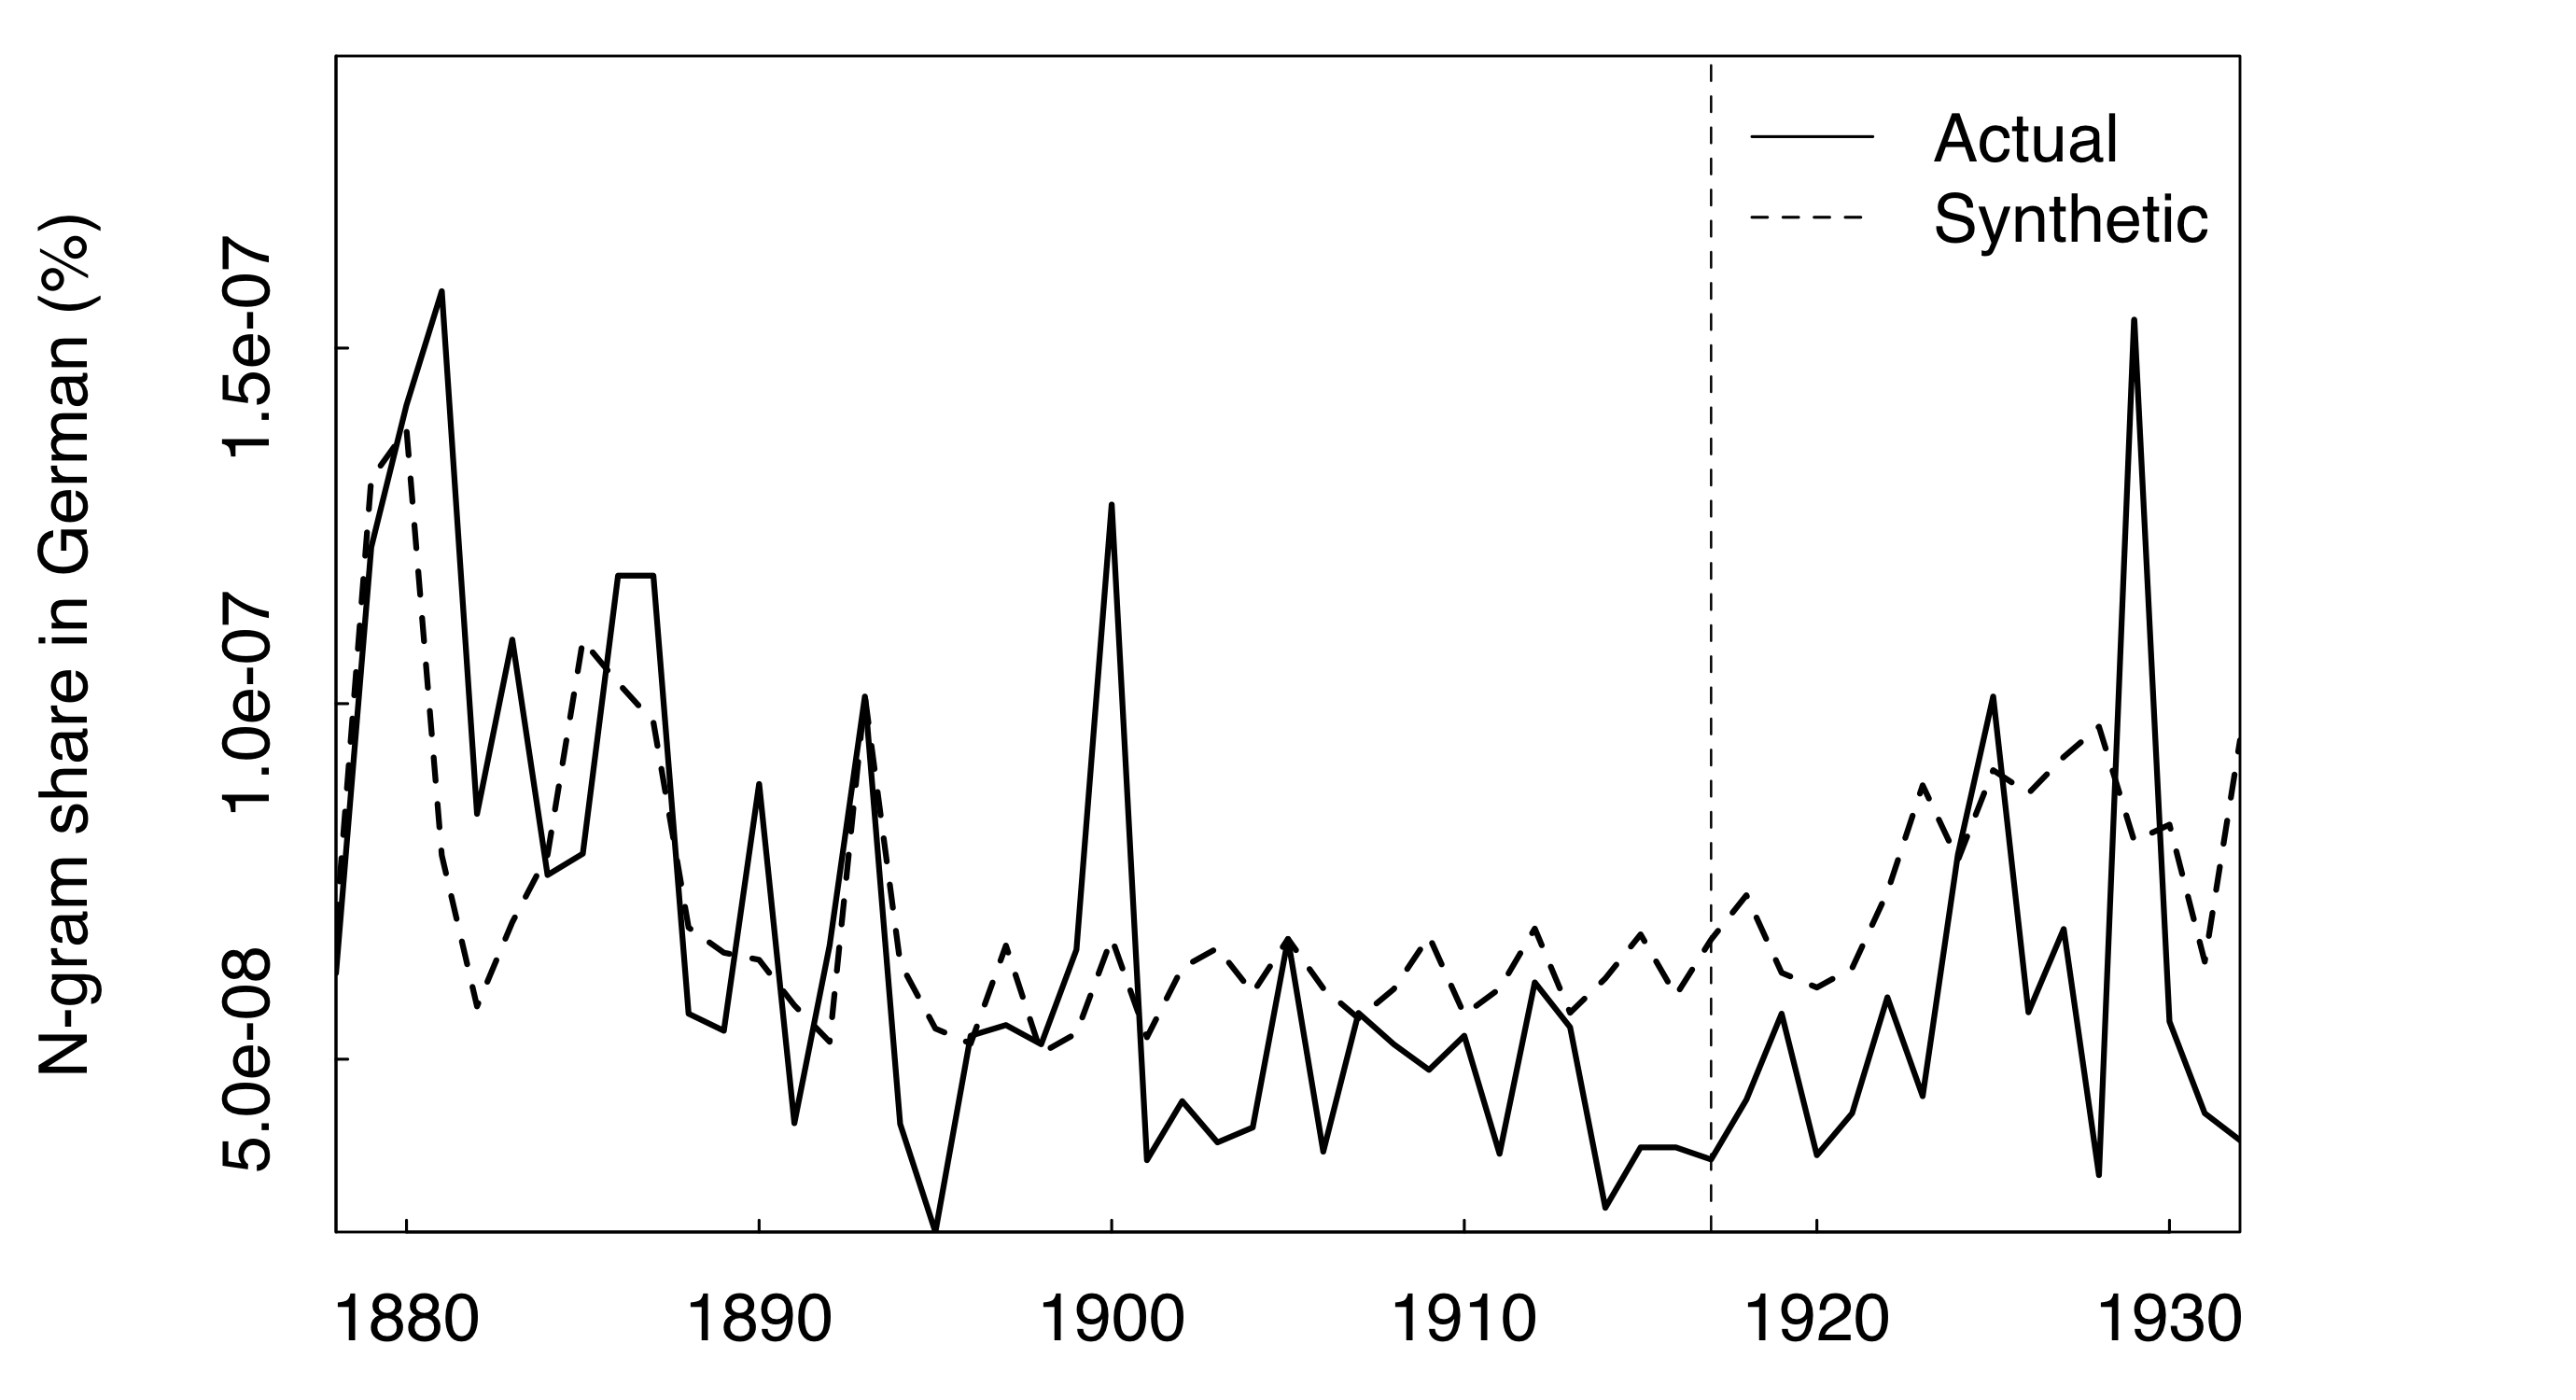 N-gram share in German (%)
1.5e-07
1.0e-07
5.0e-08
Actual
Synthetic
1880 1890 1900 1910 1920 1930